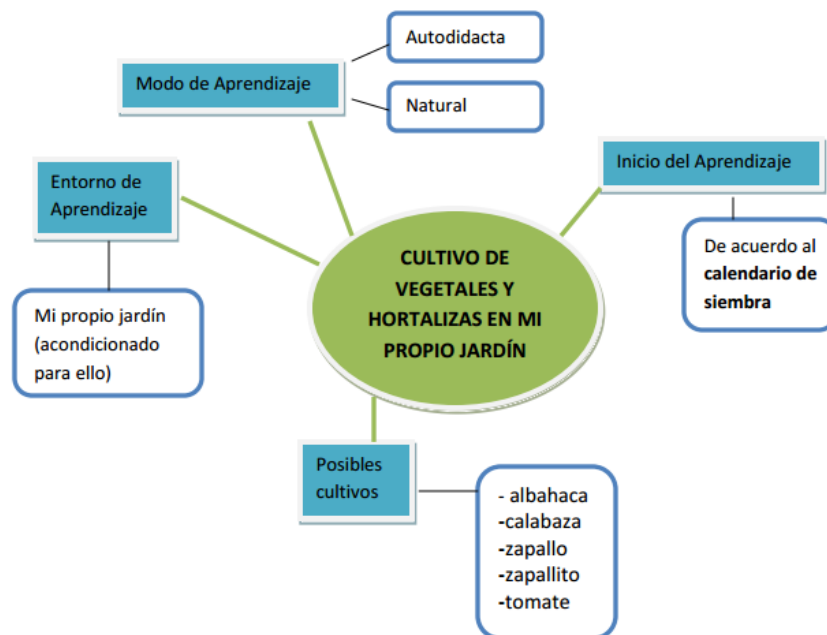 Autodidacta
Modo de Aprendizaje
Natural
Inicio del Aprendizaje
Entorno de
Aprendizaje
De acuerdo al
calendario de
siembra
CULTIVO DE
VEGETALES Y
HORTALIZAS EN MI
PROPIO JARDÍN
Mi propio jardín
(acondicionado
para ello)
Posibles
cultivos
- albahaca
-calabaza
-zapallo
-zapallito
-tomate